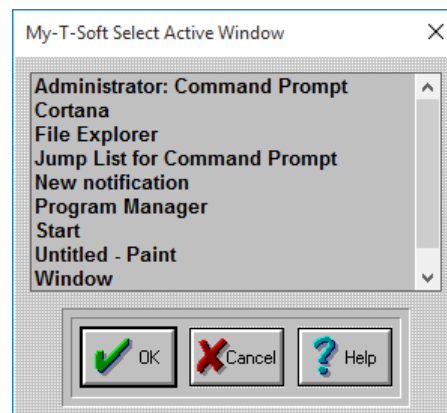 My-T-Soft Select Active Window
Administrator: Command Prompt
Cortana
File Explorer
Jump List for Command Prompt
New notification
Program Manager
Start
Untitled - Paint
Window
OK Cancel Help